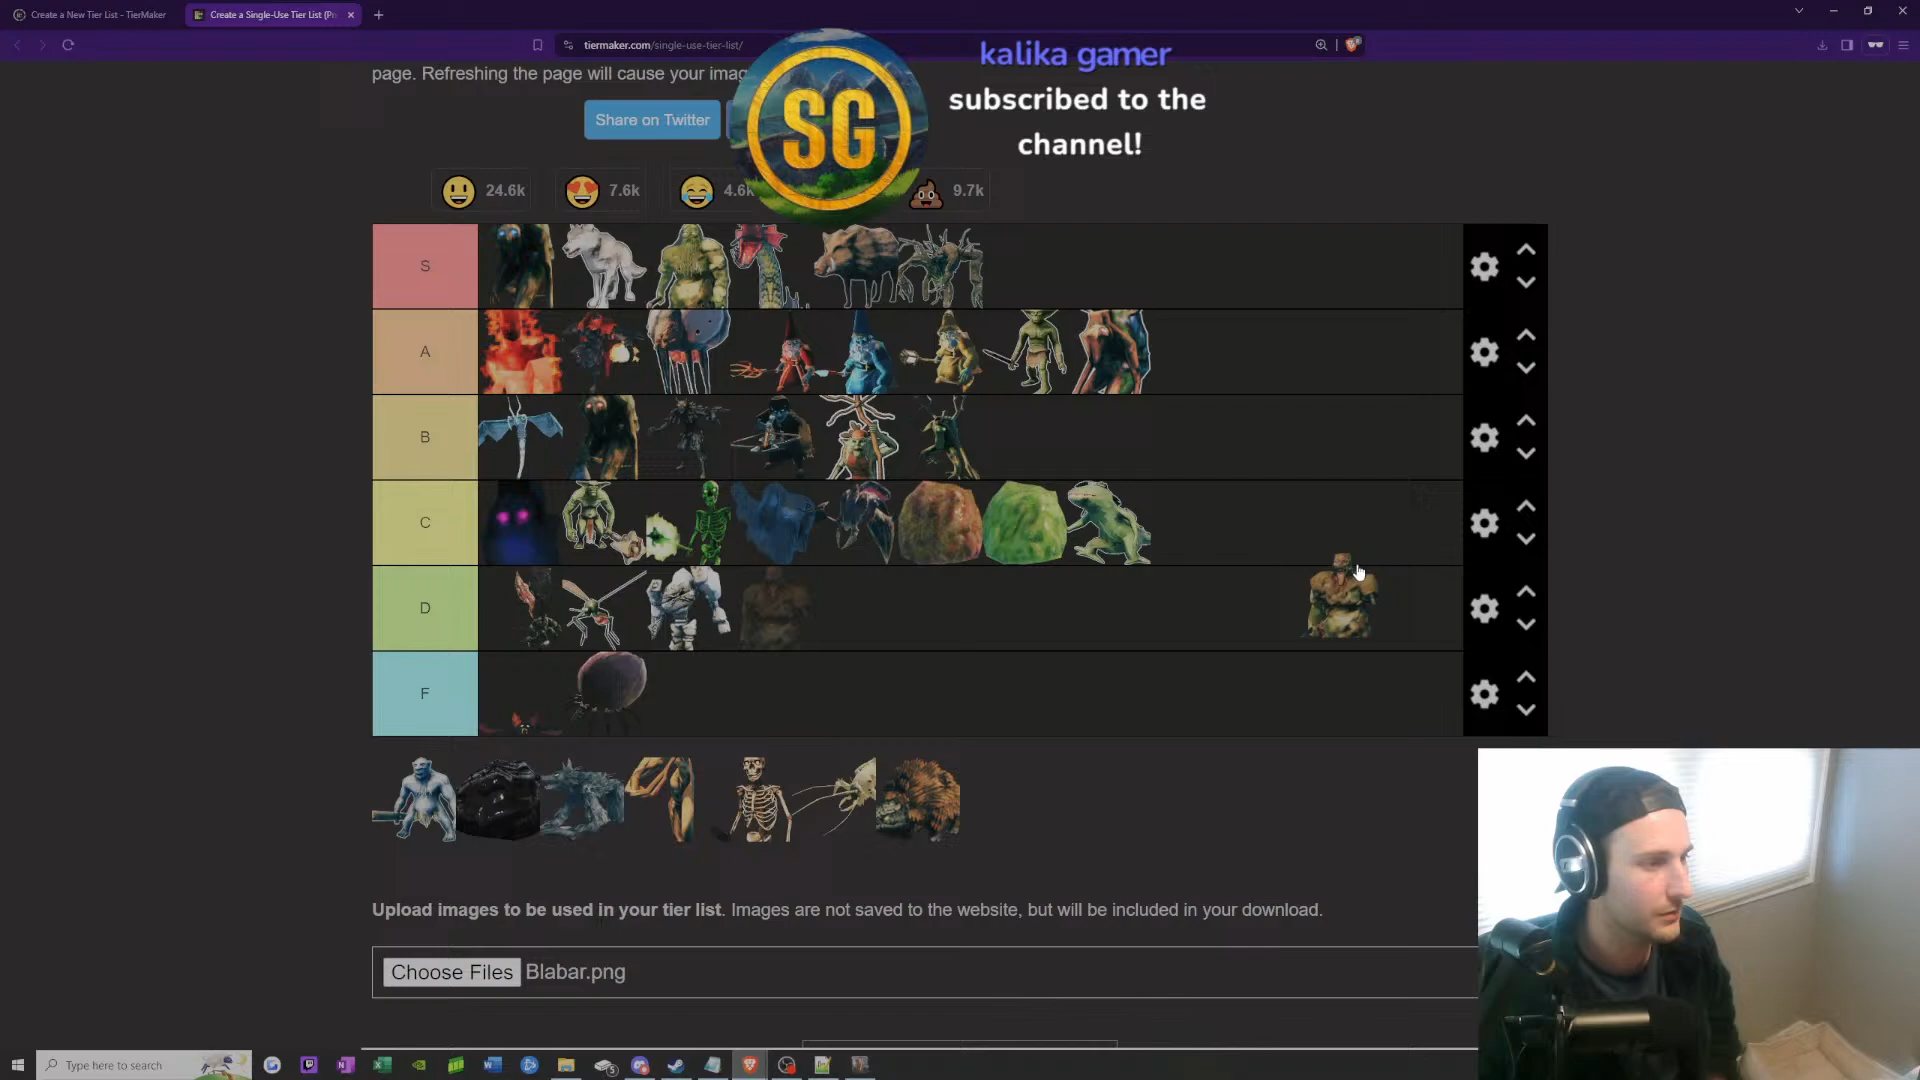 Create a New Tier List - TierMaker
Create a Single-Use Tier List (Pr
tiermaker.com/single-use-tier-list/
page. Refreshing the page will cause your imag
kalika gamer
subscribed to the
channel!
SG
Share on Twitter
24.6k
7.6k
4.6k
9.7k
S
A
B
C
D
F
Upload images to be used in your tier list. Images are not saved to the website, but will be included in your download.
Choose Files Blabar.png
Type here to search